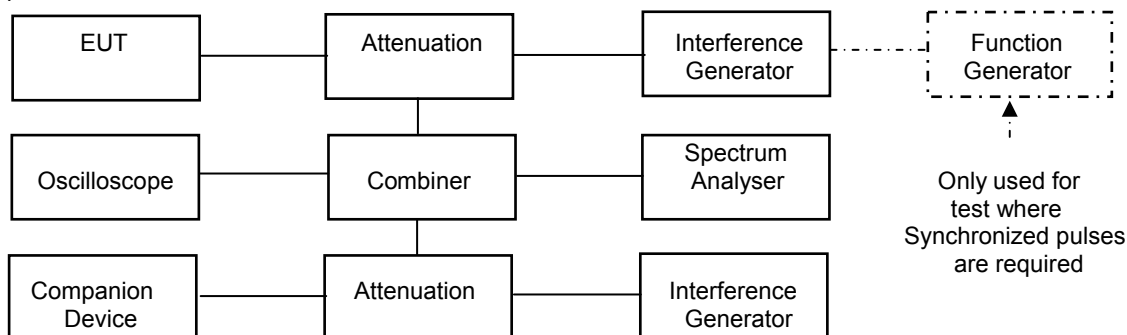 EUT
Attenuation
Interference
Generator
Function
Generator
Oscilloscope
Combiner
Spectrum
Analyser
Only used for
test where
Synchronized pulses
are required
Companion
Device
Attenuation
Interference
Generator